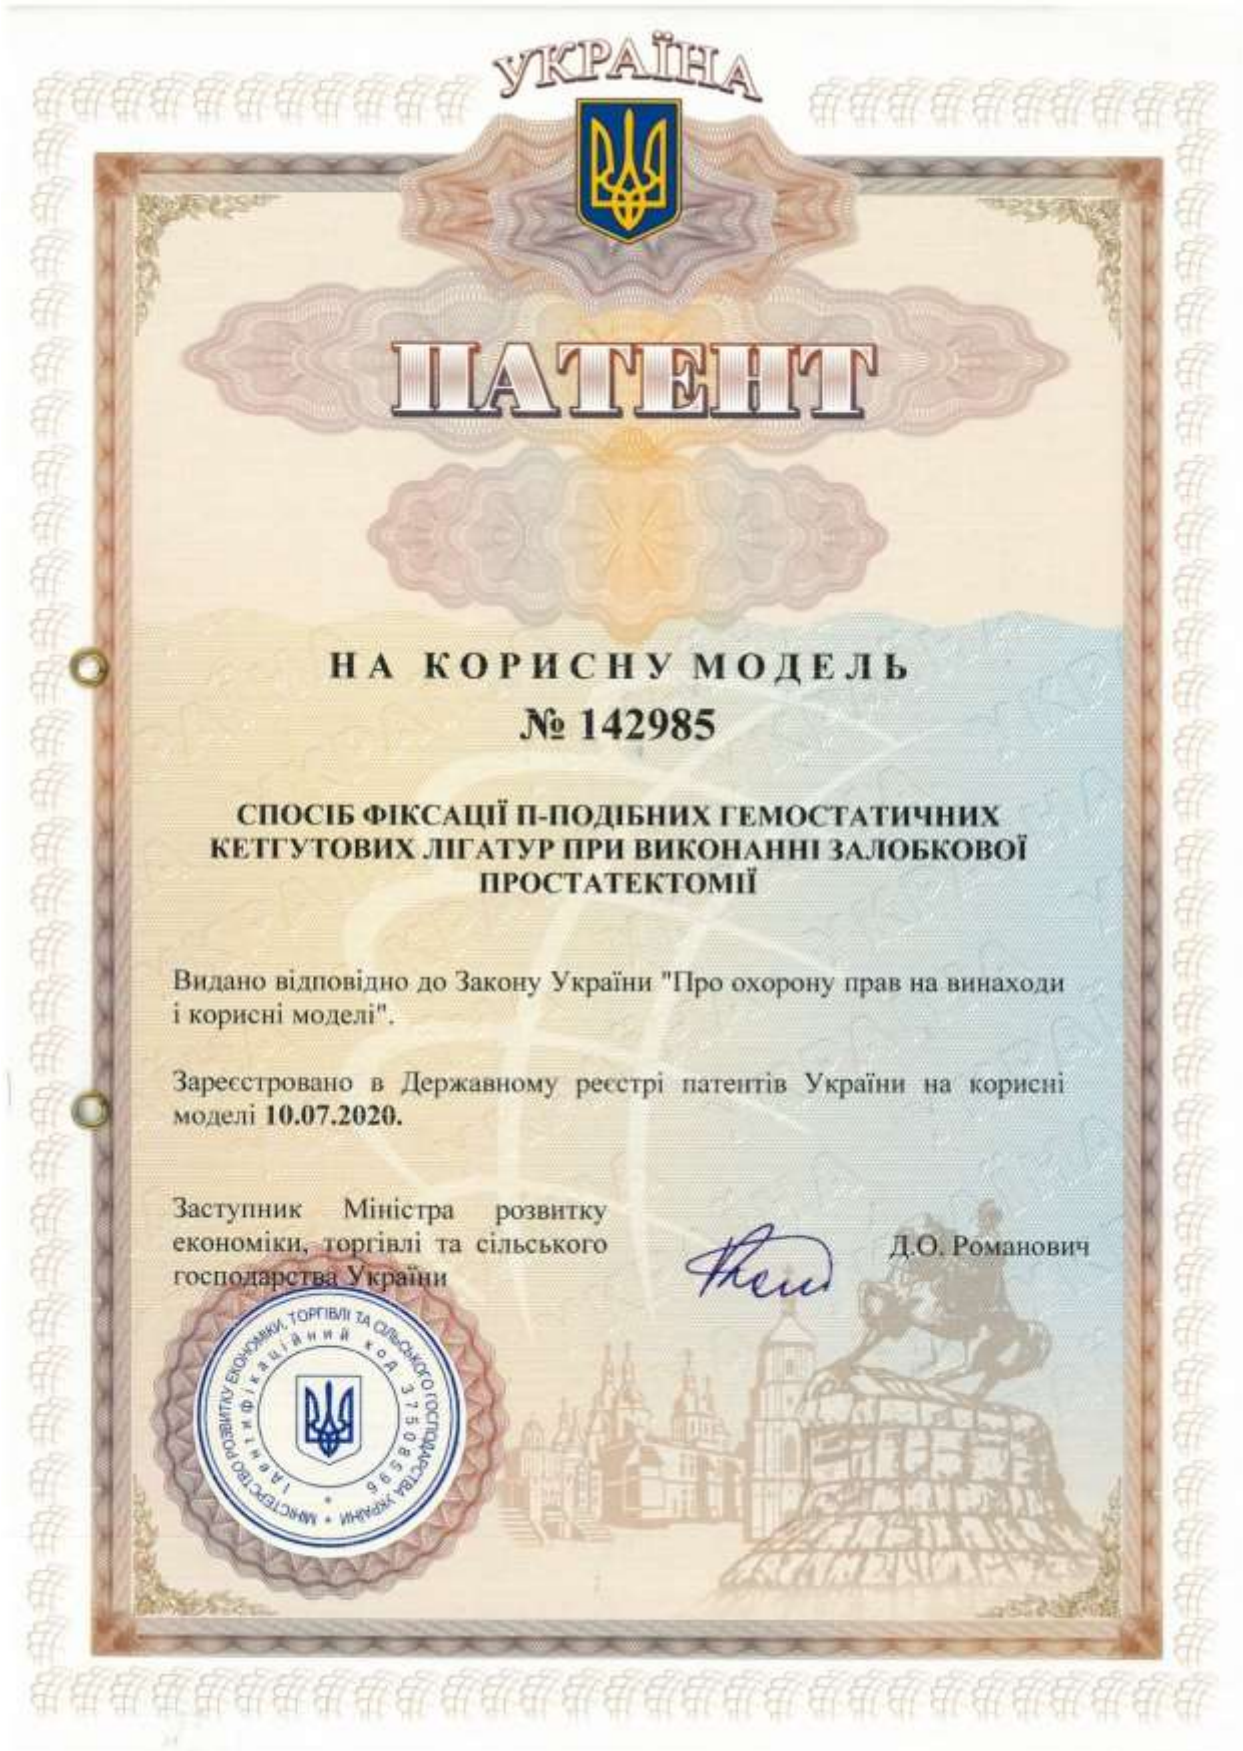 УКРАЇНА
ПАТЕНТ
НА КОРИСНУ МОДЕЛЬ
№ 142985
СПОСІБ ФІКСАЦІЇ П-ПОДІБНИХ ГЕМОСТАТИЧНИХ
КЕТГУТОВИХ ЛІГАТУР ПРИ ВИКОНАННІ ЗАЛОБКОВОЇ
ПРОСТАТЕКТОМІЇ
Видано відповідно до Закону України "Про охорону прав на винаходи
і корисні моделі".
Зареєстровано в Державному реєстрі патентів України на корисні
моделі 10.07.2020.
Заступник Міністра розвитку
економіки, торгівлі та сільського
господарства України
Д.О. Романович
МІНІСТЕРСТВО РОЗВИТКУ ЕКОНОМІКИ, ТОРГІВЛІ ТА СІЛЬСЬКОГО ГОСПОДАРСТВА УКРАЇНИ *
Ідентифікаційний код 37508596 *